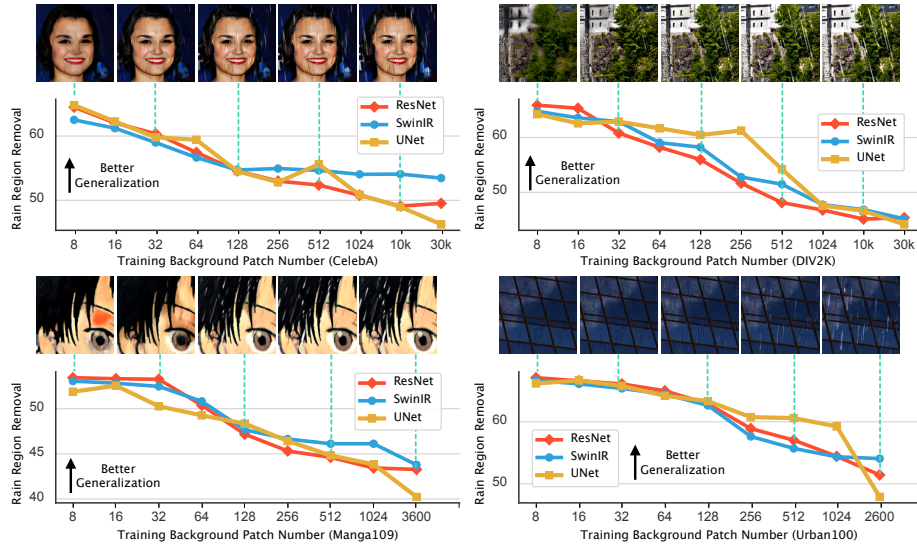 Rain Region Removal
60
50
Better
Generalization
ResNet
SwinIR
UNet
8 16 32 64 128 256 512 1024 10k 30k
Training Background Patch Number (CelebA)
Rain Region Removal
60
50
Better
Generalization
ResNet
SwinIR
UNet
8 16 32 64 128 256 512 1024 10k 30k
Training Background Patch Number (DIV2K)
Rain Region Removal
50
45
40
Better
Generalization
ResNet
SwinIR
UNet
8 16 32 64 128 256 512 1024 3600
Training Background Patch Number (Manga109)
Rain Region Removal
60
50
ResNet
SwinIR
UNet
Better
Generalization
8 16 32 64 128 256 512 1024 2600
Training Background Patch Number (Urban100)